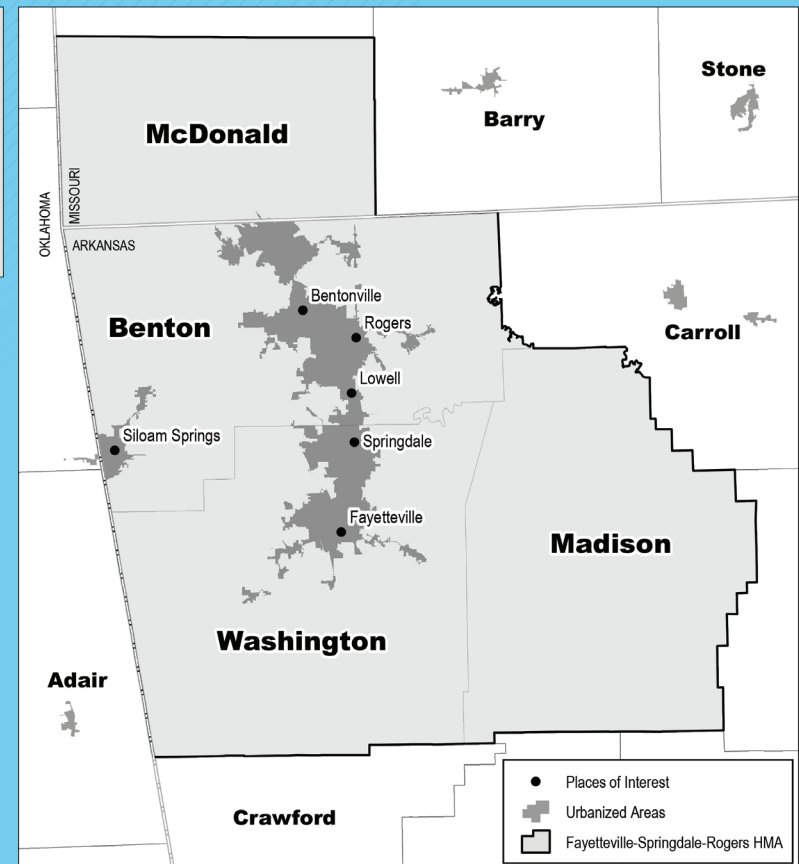 Stone
Barry
McDonald
OKLAHOMA
MISSOURI
ARKANSAS
Bentonville
Benton
Rogers
Carroll
Lowell
Siloam Springs
Springdale
Fayetteville
Madison
Washington
Adair
Crawford
Places of Interest
Urbanized Areas
Fayetteville-Springdale-Rogers HMA